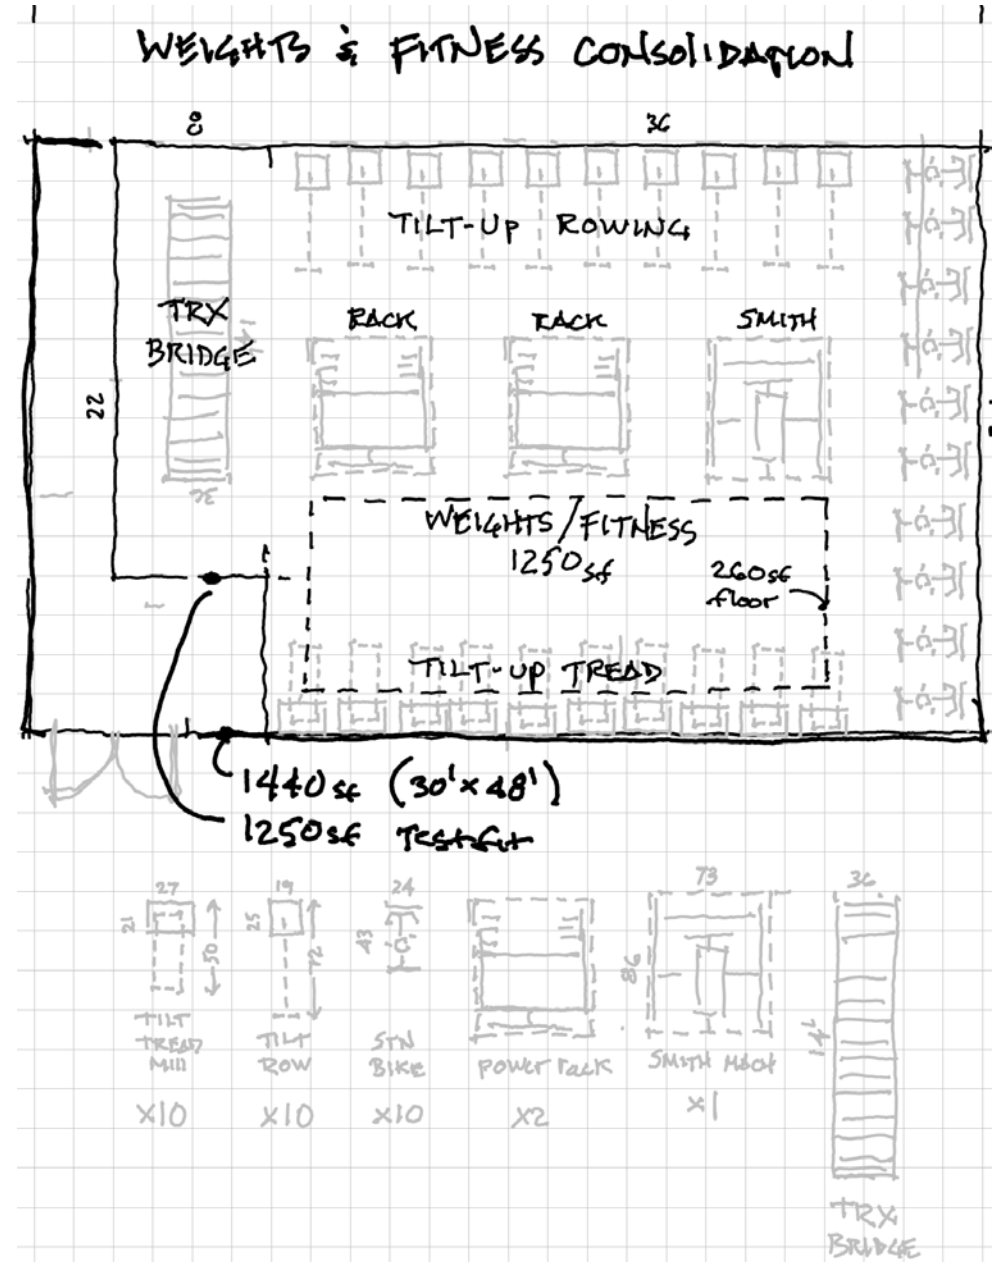 WEIGHTS & FITNESS CONSOLIDATION
8 36
TILT-UP ROWING
TRX
BRIDGE
RACK RACK SMITH
22
WEIGHTS/FITNESS
1250sf
260sf
floor
TILT-UP TREAD
1440sf (30'x48')
1250sf Testfit
27 19 24 73 36
21 50 25 72 43 86
TILT
TREAD
MILL
TILT
ROW
STN
BIKE
POWER RACK
SMITH MACH
X10 X10 X10 X2 X1
TRX
BRIDGE